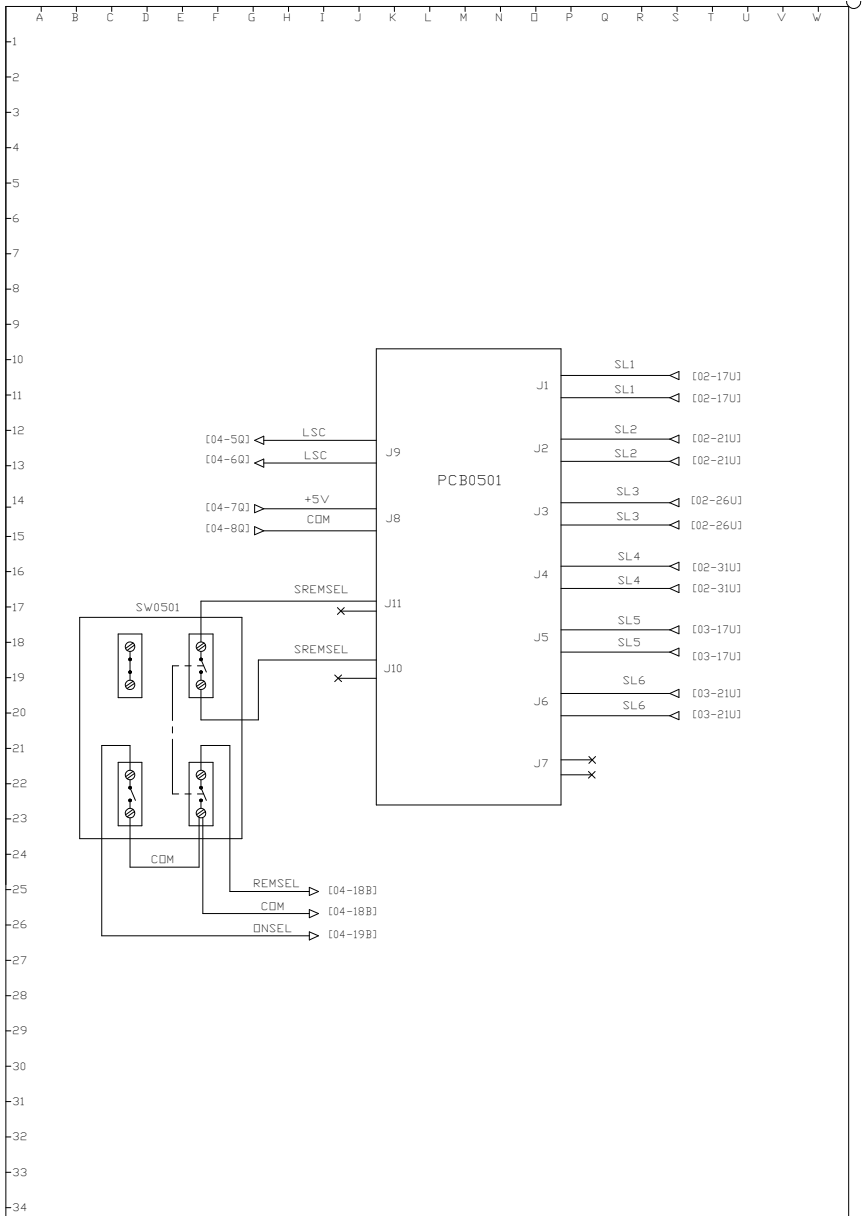 A B C D E F G H I J K L M N O P Q R S T U V W
1
2
3
4
5
6
7
8
9
10
11
12
13
14
15
16
17
18
19
20
21
22
23
24
25
26
27
28
29
30
31
32
33
34
SL1
J1
[02-17U]
SL1
[02-17U]
[04-5Q]
LSC
SL2
J2
[02-21U]
[04-6Q]
LSC
J9
SL2
[02-21U]
PCB0501
[04-7Q]
+5V
SL3
J3
[02-26U]
[04-8Q]
COM
J8
SL3
[02-26U]
SL4
J4
[02-31U]
SREMSEL
SL4
[02-31U]
SW0501
J11
SL5
J5
[03-17U]
SREMSEL
SL5
[03-17U]
J10
SL6
J6
[03-21U]
SL6
[03-21U]
J7
COM
REMSEL
[04-18B]
COM
[04-18B]
ONSEL
[04-19B]